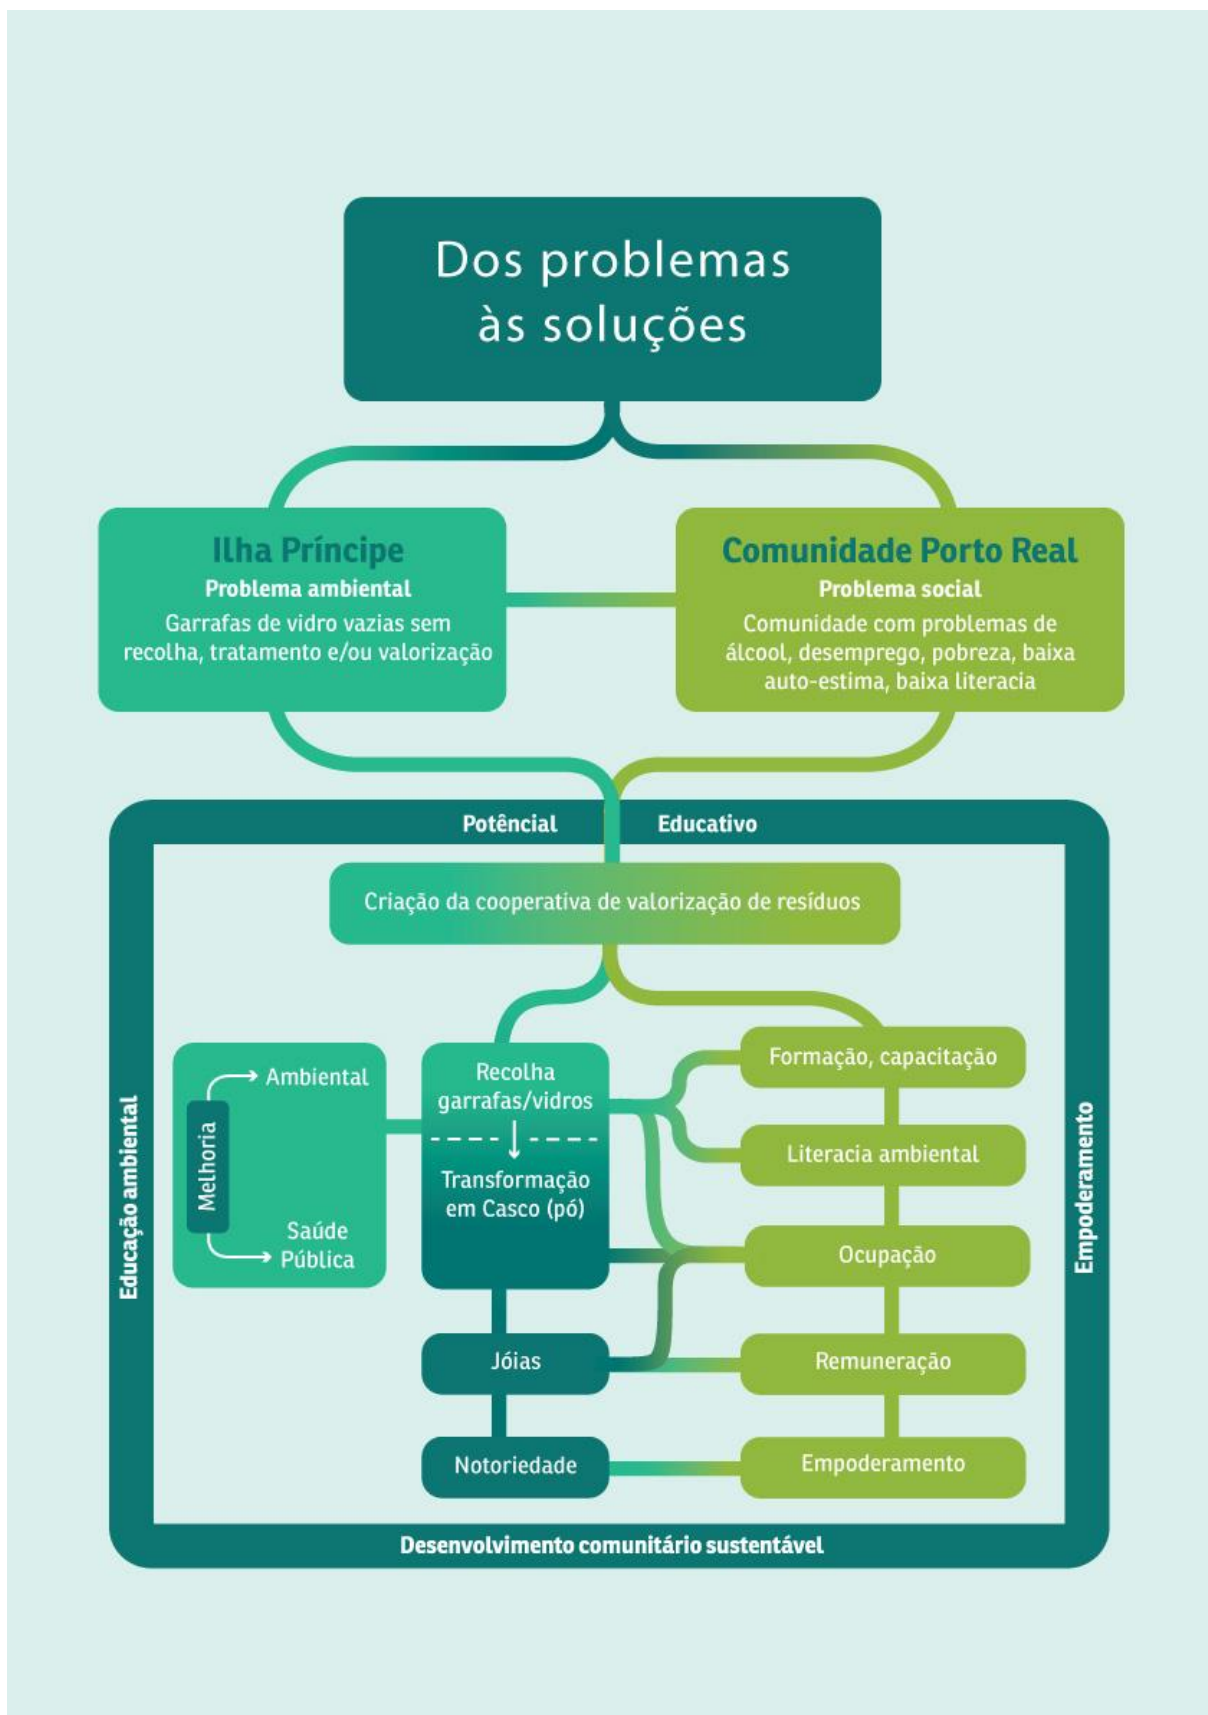 Dos problemas
às soluções
Ilha Príncipe
Problema ambiental
Garrafas de vidro vazias sem
recolha, tratamento e/ou valorização
Comunidade Porto Real
Problema social
Comunidade com problemas de
álcool, desemprego, pobreza, baixa
auto-estima, baixa literacia
Potêncial Educativo
Criação da cooperativa de valorização de resíduos
Educação ambiental
Melhoria
Ambiental
Saúde
Pública
Recolha
garrafas/vidros
Transformação
em Casco (pó)
Jóias
Notoriedade
Formação, capacitação
Literacia ambiental
Ocupação
Remuneração
Empoderamento
Empoderamento
Desenvolvimento comunitário sustentável